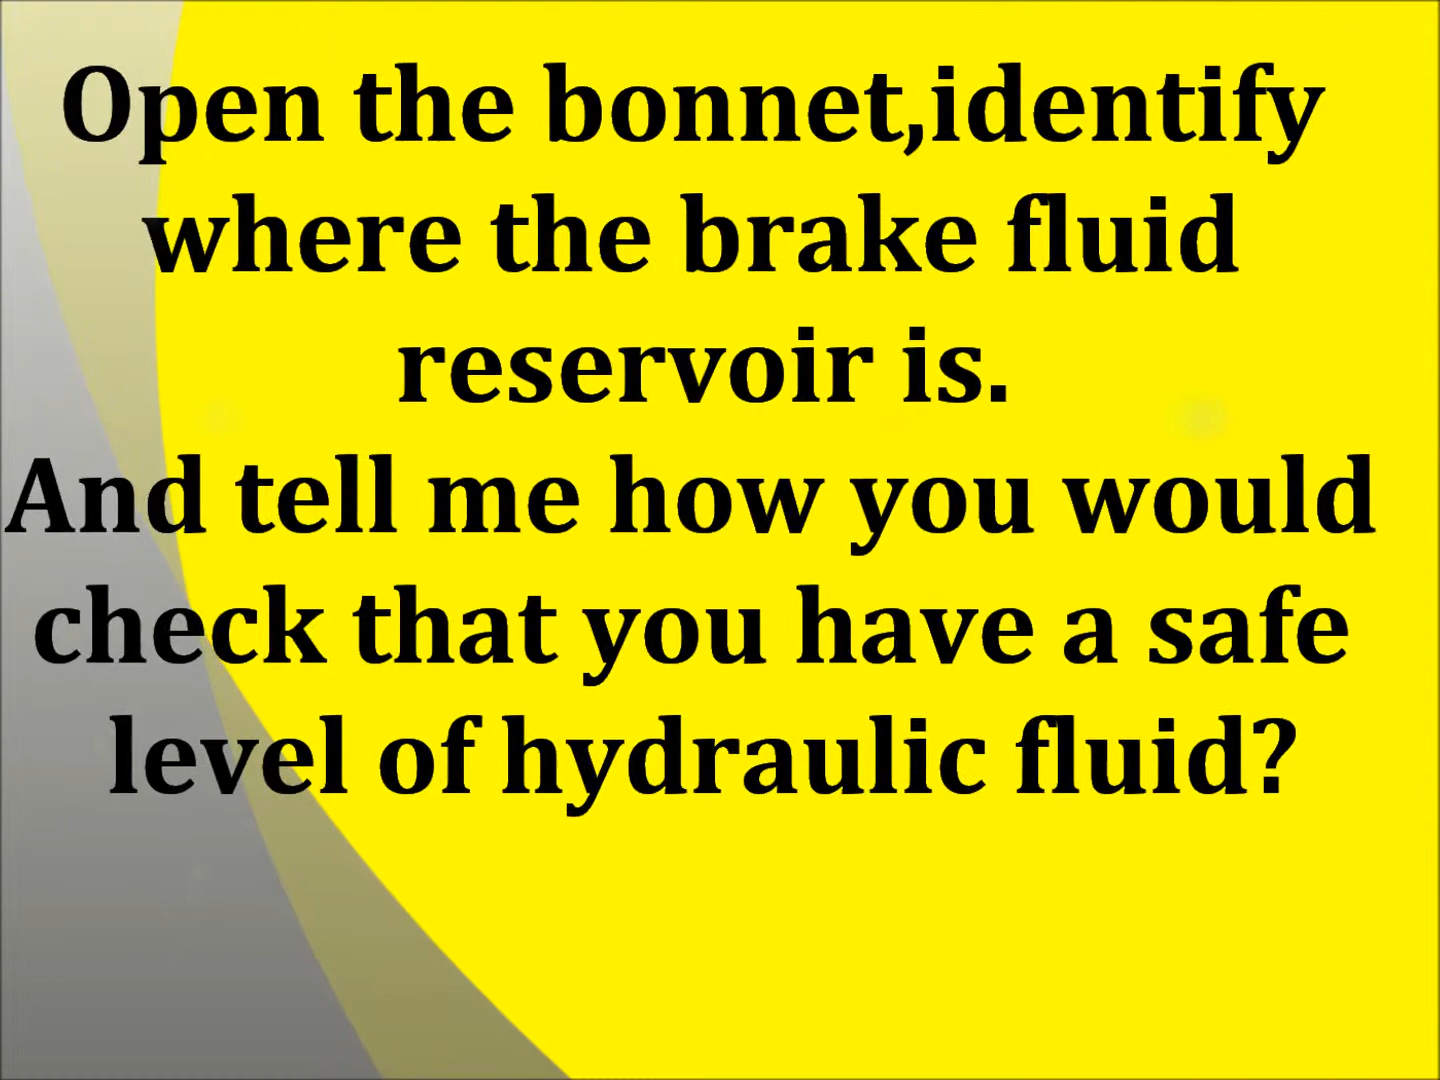 Open the bonnet,identify
where the brake fluid
reservoir is.
And tell me how you would
check that you have a safe
level of hydraulic fluid?